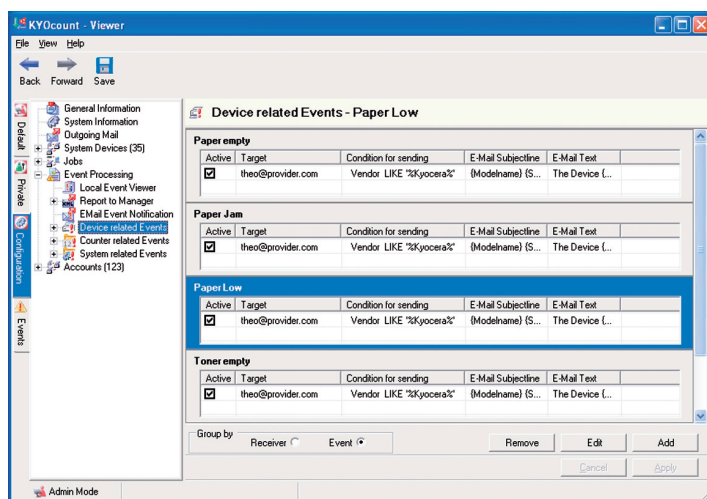 KYOcount - Viewer
File View Help
Back Forward Save
Default
Private
Configuration
Events
General Information
System Information
Outgoing Mail
System Devices (35)
Jobs
Event Processing
Local Event Viewer
Report to Manager
EMail Event Notification
Device related Events
Counter related Events
System related Events
Accounts (123)
Device related Events - Paper Low
Paper empty
Active Target Condition for sending E-Mail Subjectline E-Mail Text
theo@provider.com Vendor LIKE '%Kyocera%' {Modelname} {S... The Device {...
Paper Jam
Active Target Condition for sending E-Mail Subjectline E-Mail Text
theo@provider.com Vendor LIKE '%Kyocera%' {Modelname} {S... The Device {...
Paper Low
Active Target Condition for sending E-Mail Subjectline E-Mail Text
theo@provider.com Vendor LIKE '%Kyocera%' {Modelname} {S... The Device {...
Toner empty
Active Target Condition for sending E-Mail Subjectline E-Mail Text
theo@provider.com Vendor LIKE '%Kyocera%' {Modelname} {S... The Device {...
Group by
Receiver Event
Remove Edit Add
Cancel Apply
Admin Mode